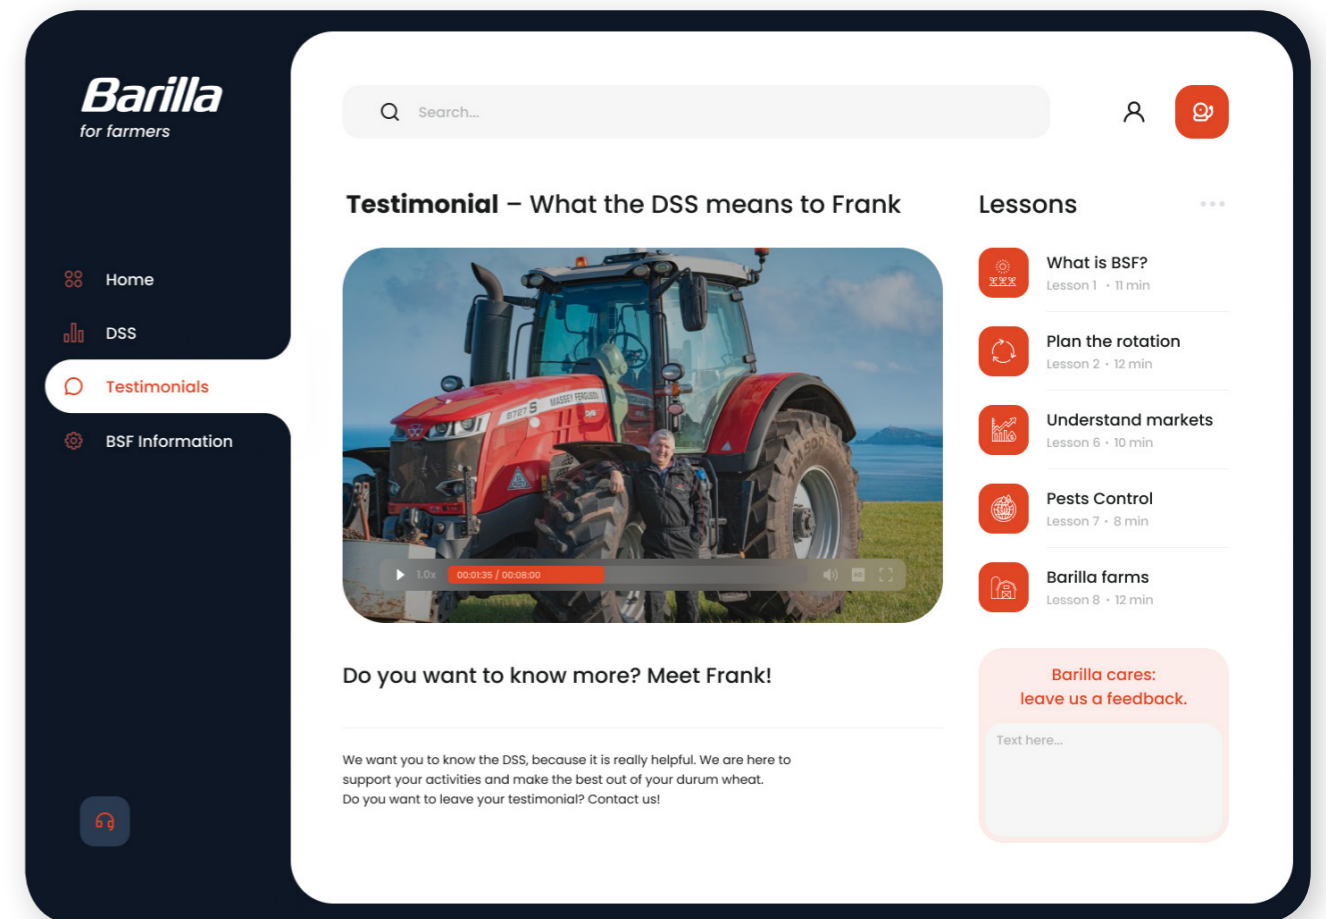 Barilla
for farmers
Search...
Home
DSS
Testimonials
BSF Information
Testimonial – What the DSS means to Frank
6727 S
MASSEY FERGUSON
00:01:35 / 00:08:00
1.0x
Do you want to know more? Meet Frank!
We want you to know the DSS, because it is really helpful. We are here to
support your activities and make the best out of your durum wheat.
Do you want to leave your testimonial? Contact us!
Lessons
What is BSF?
Lesson 1 • 11 min
Plan the rotation
Lesson 2 • 12 min
Understand markets
Lesson 6 • 10 min
Pests Control
Lesson 7 • 8 min
Barilla farms
Lesson 8 • 12 min
Barilla cares:
leave us a feedback.
Text here...